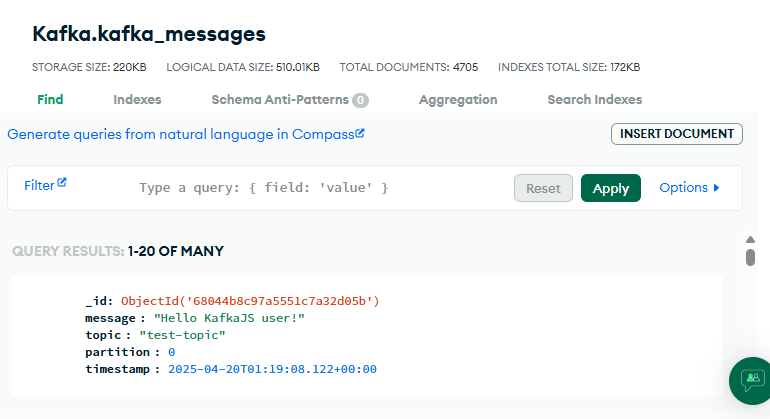 Kafka.kafka_messages
STORAGE SIZE: 220KB LOGICAL DATA SIZE: 510.01KB TOTAL DOCUMENTS: 4705 INDEXES TOTAL SIZE: 172KB
Find Indexes Schema Anti-Patterns 0 Aggregation Search Indexes
Generate queries from natural language in Compass
INSERT DOCUMENT
Filter Type a query: { field: 'value' } Reset Apply Options
QUERY RESULTS: 1-20 OF MANY
_id: ObjectId('68044b8c97a5551c7a32d05b')
message : "Hello KafkaJS user!"
topic : "test-topic"
partition : 0
timestamp : 2025-04-20T01:19:08.122+00:00